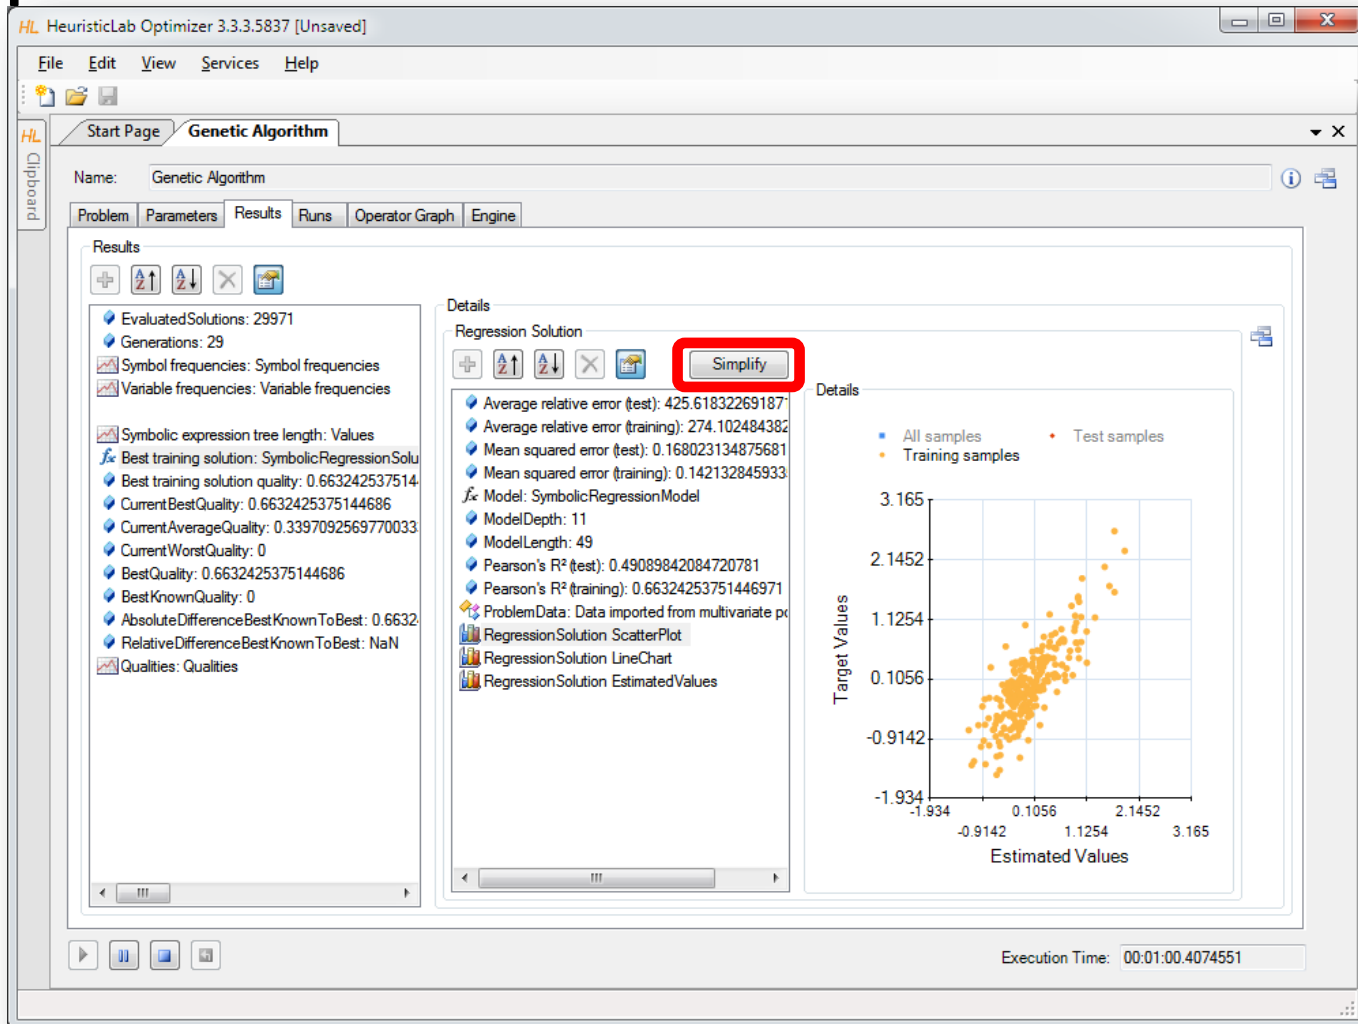 HL HeuristicLab Optimizer 3.3.3.5837 [Unsaved]
File Edit View Services Help
HL Clipboard
Start Page Genetic Algorithm
Name: Genetic Algorithm
Problem Parameters Results Runs Operator Graph Engine
Results
EvaluatedSolutions: 29971
Generations: 29
Symbol frequencies: Symbol frequencies
Variable frequencies: Variable frequencies
Symbolic expression tree length: Values
Best training solution: SymbolicRegressionSolu
Best training solution quality: 0.66324253751４-
CurrentBestQuality: 0.6632425375144686
CurrentAverageQuality: 0.3397092569770033
CurrentWorstQuality: 0
BestQuality: 0.6632425375144686
BestKnownQuality: 0
AbsoluteDifferenceBestKnownToBest: 0.6632
RelativeDifferenceBestKnownToBest: NaN
Qualities: Qualities
Details
Regression Solution
Simplify
Average relative error (test): 425.61832269187
Average relative error (training): 274.102484382
Mean squared error (test): 0.168023134875681
Mean squared error (training): 0.142132845933
Model: SymbolicRegressionModel
ModelDepth: 11
ModelLength: 49
Pearson's R² (test): 0.49089842084720781
Pearson's R² (training): 0.66324253751446971
ProblemData: Data imported from multivariate po
RegressionSolution ScatterPlot
RegressionSolution LineChart
RegressionSolution EstimatedValues
Details
All samples Test samples
Training samples
3.165
2.1452
1.1254
0.1056
-0.9142
-1.934
Target Values
-1.934 0.1056 2.1452
-0.9142 1.1254 3.165
Estimated Values
Execution Time: 00:01:00.4074551